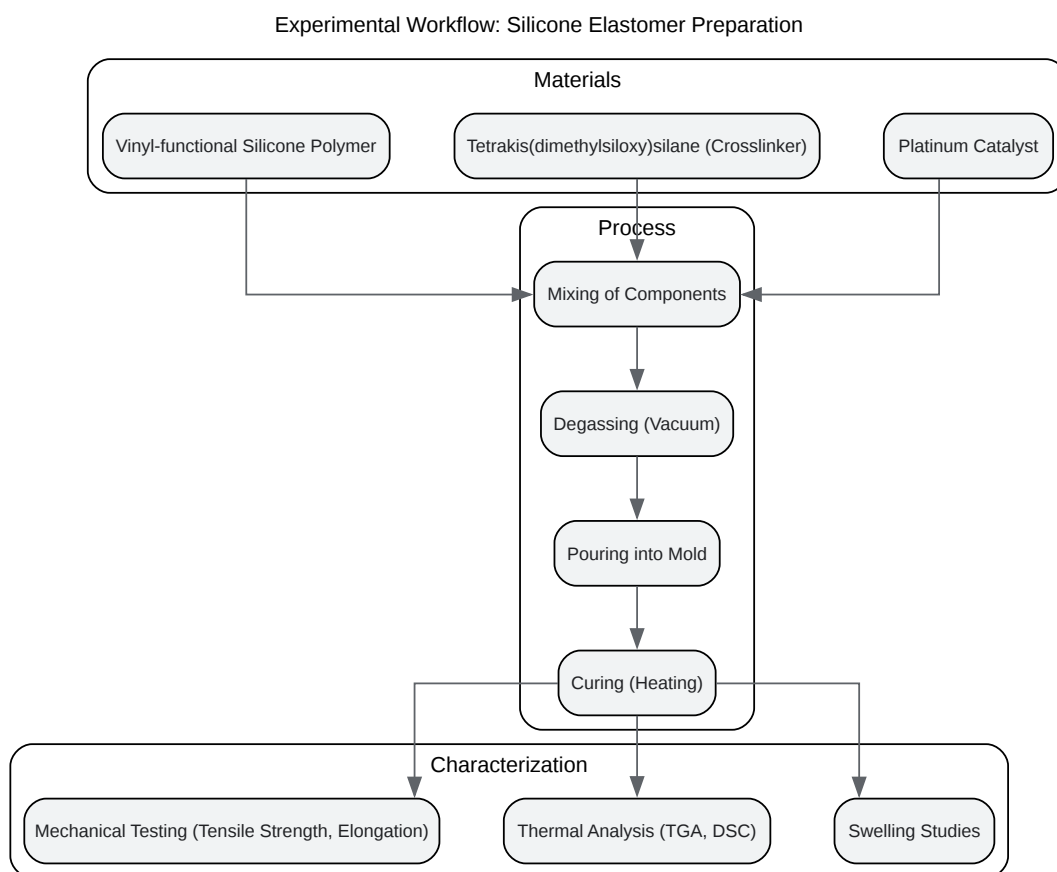 Experimental Workflow: Silicone Elastomer Preparation
Materials
Vinyl-functional Silicone Polymer
Tetrakis(dimethylsiloxy)silane (Crosslinker)
Platinum Catalyst
Process
Mixing of Components
Degassing (Vacuum)
Pouring into Mold
Curing (Heating)
Characterization
Mechanical Testing (Tensile Strength, Elongation)
Thermal Analysis (TGA, DSC)
Swelling Studies